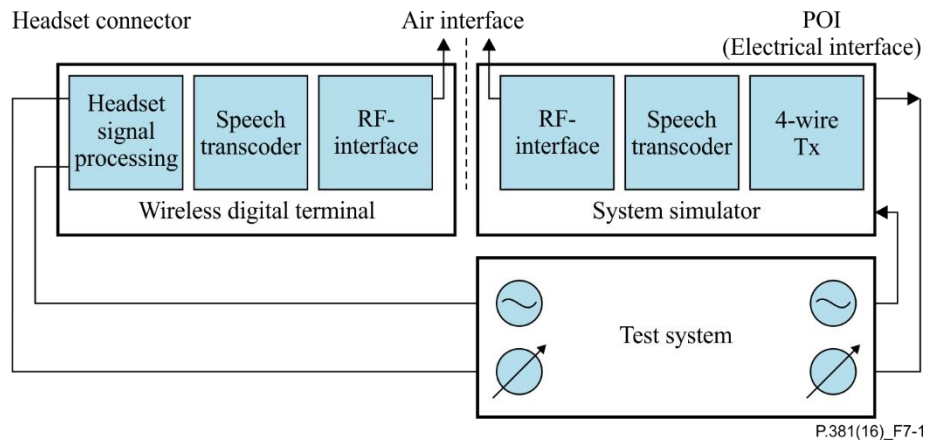 Headset connector
Air interface
POI
(Electrical interface)
Headset
signal
processing
Speech
transcoder
RF-
interface
Wireless digital terminal
RF-
interface
Speech
transcoder
4-wire
Tx
System simulator
Test system
P.381(16)_F7-1